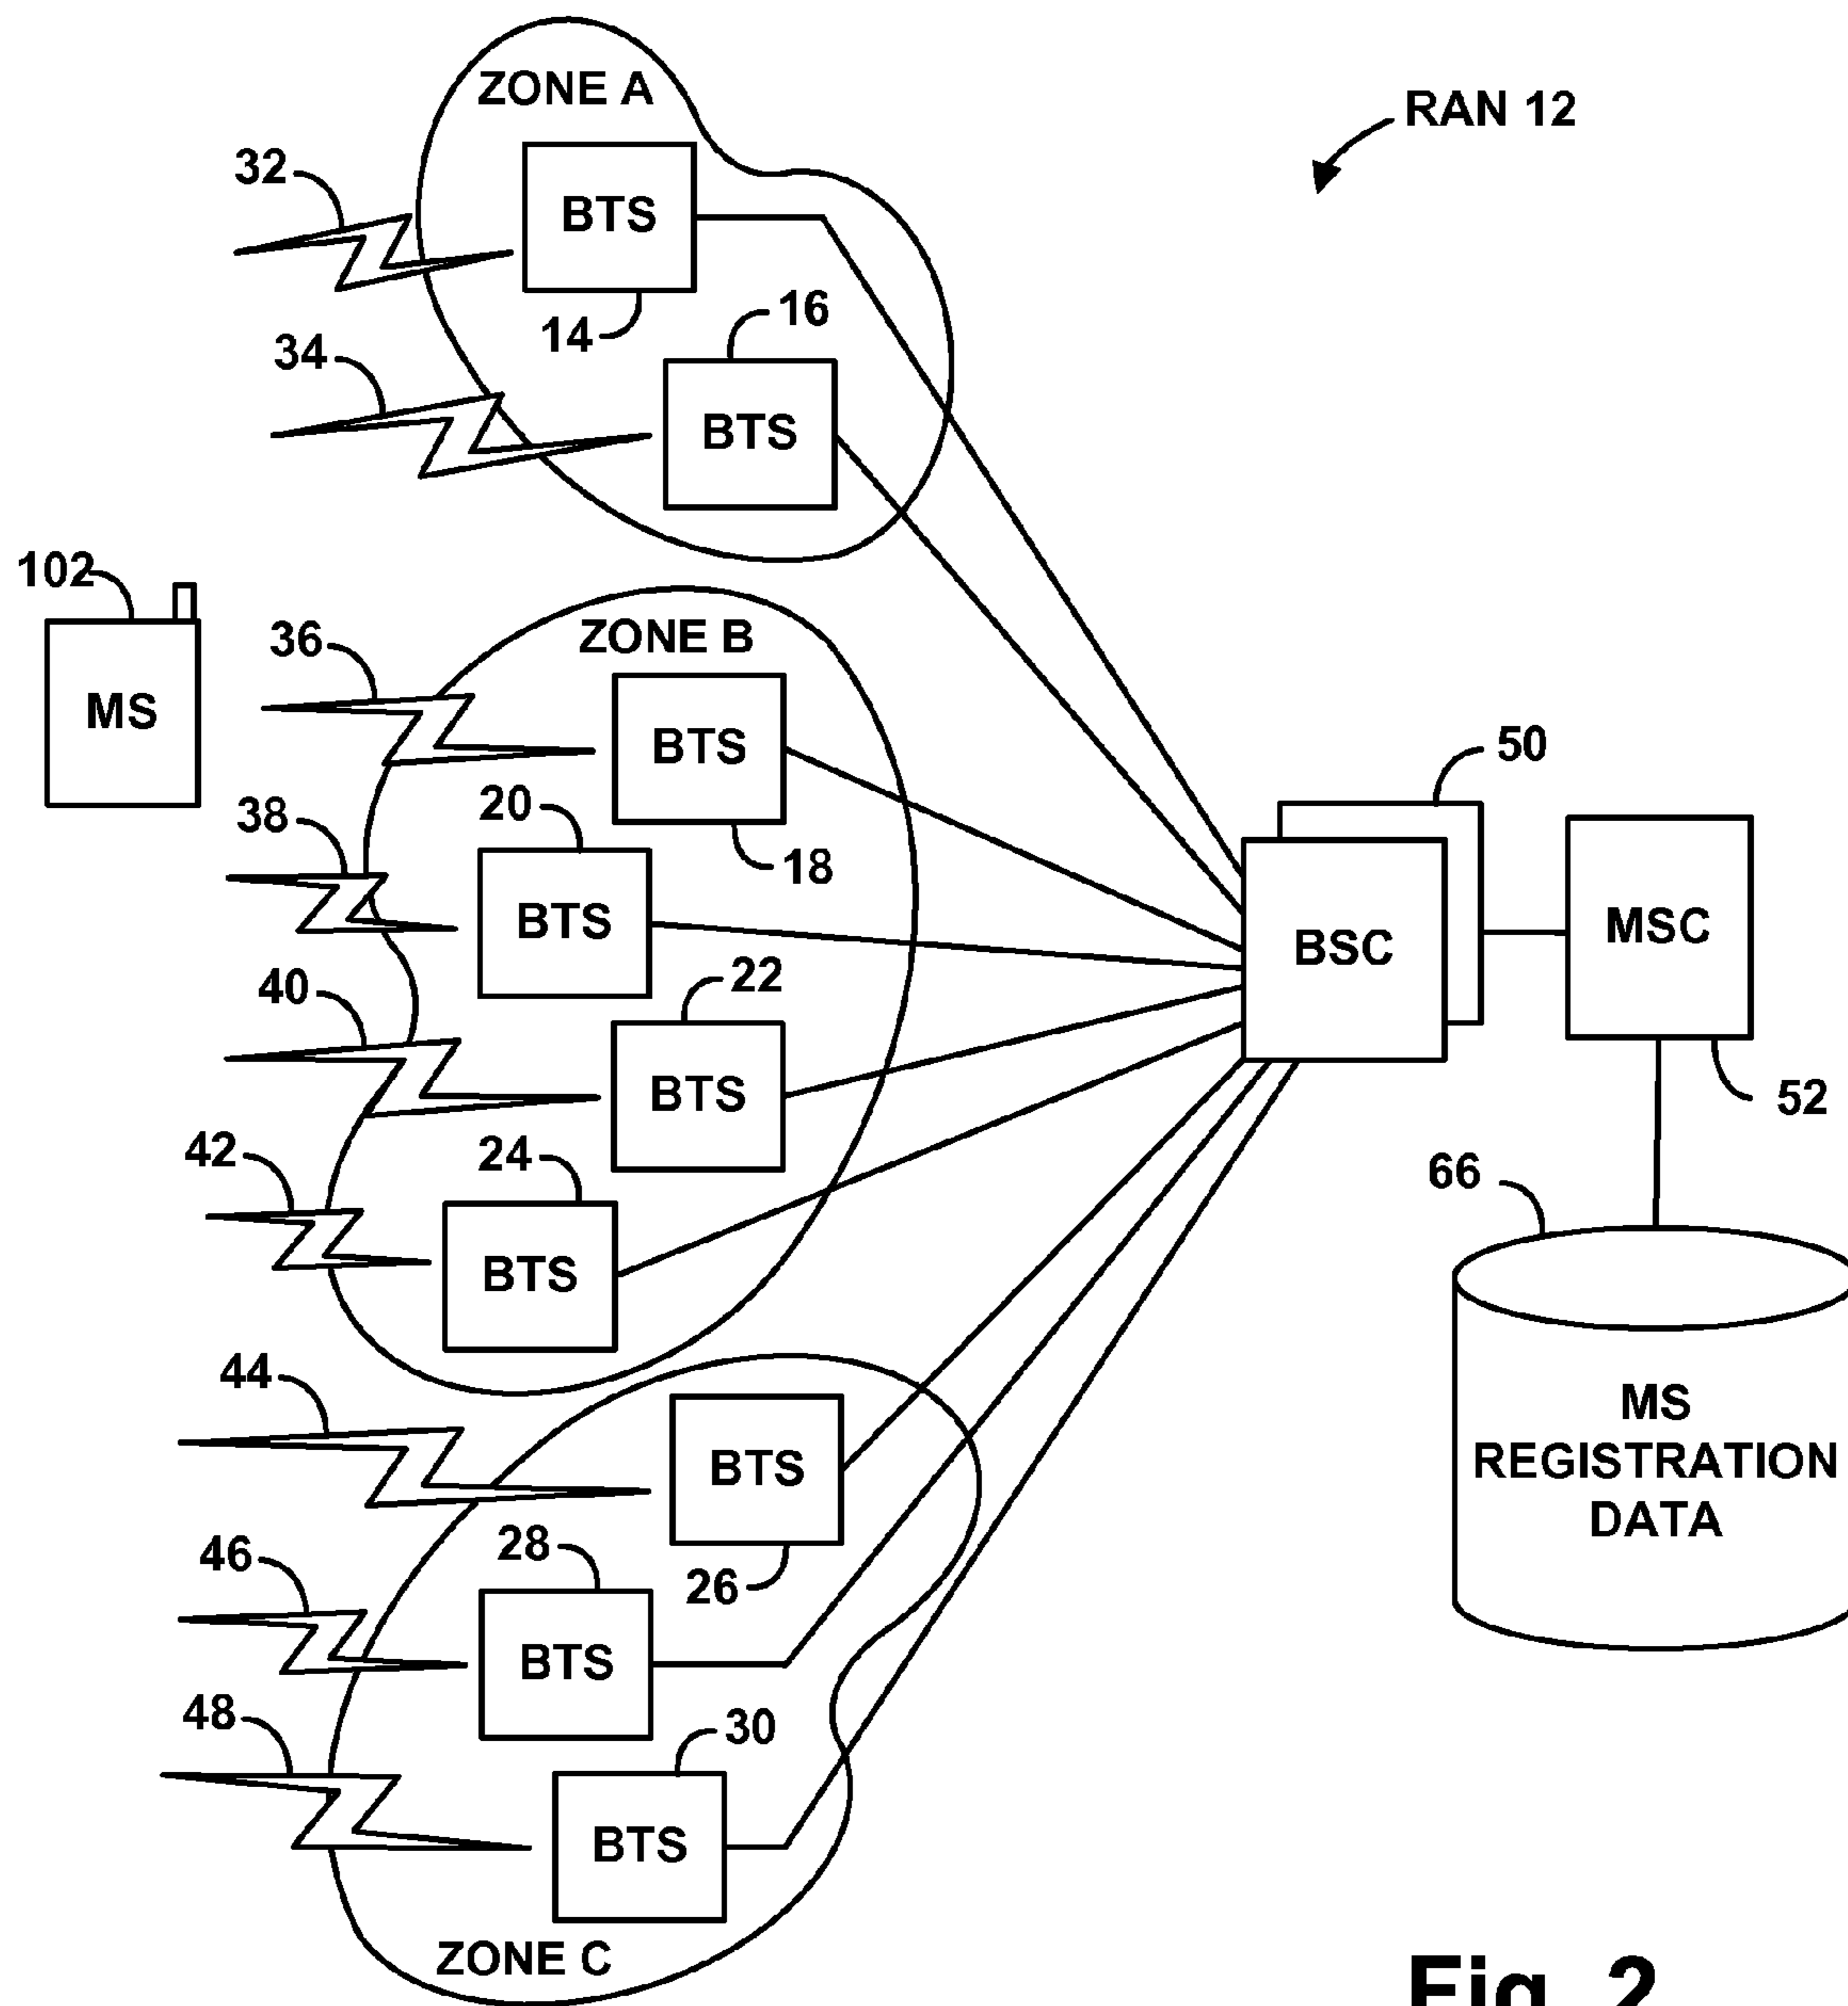 ZONE A
RAN 12
32
BTS
14
16
34
BTS
102
MS
36
ZONE B
BTS
18
38
20
BTS
50
BSC
MSC
52
40
22
BTS
42
24
BTS
66
MS
REGISTRATION
DATA
44
BTS
26
46
28
BTS
48
30
BTS
ZONE C
Fig. 2